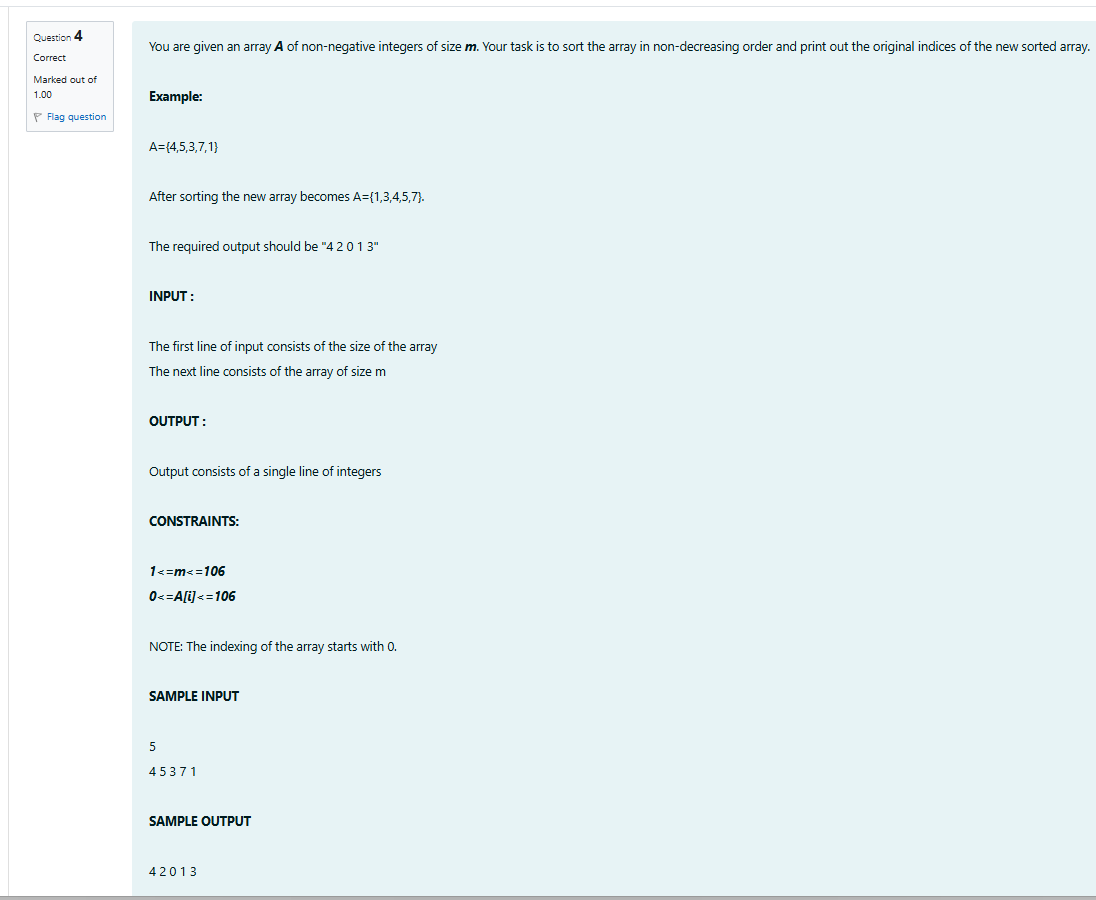 Question 4
Correct
Marked out of
1.00
Flag question
You are given an array A of non-negative integers of size m. Your task is to sort the array in non-decreasing order and print out the original indices of the new sorted array.
Example:
A={4,5,3,7,1}
After sorting the new array becomes A={1,3,4,5,7}.
The required output should be "4 2 0 1 3"
INPUT :
The first line of input consists of the size of the array
The next line consists of the array of size m
OUTPUT :
Output consists of a single line of integers
CONSTRAINTS:
1<=m<=106
0<=A[i]<=106
NOTE: The indexing of the array starts with 0.
SAMPLE INPUT
5
4 5 3 7 1
SAMPLE OUTPUT
4 2 0 1 3